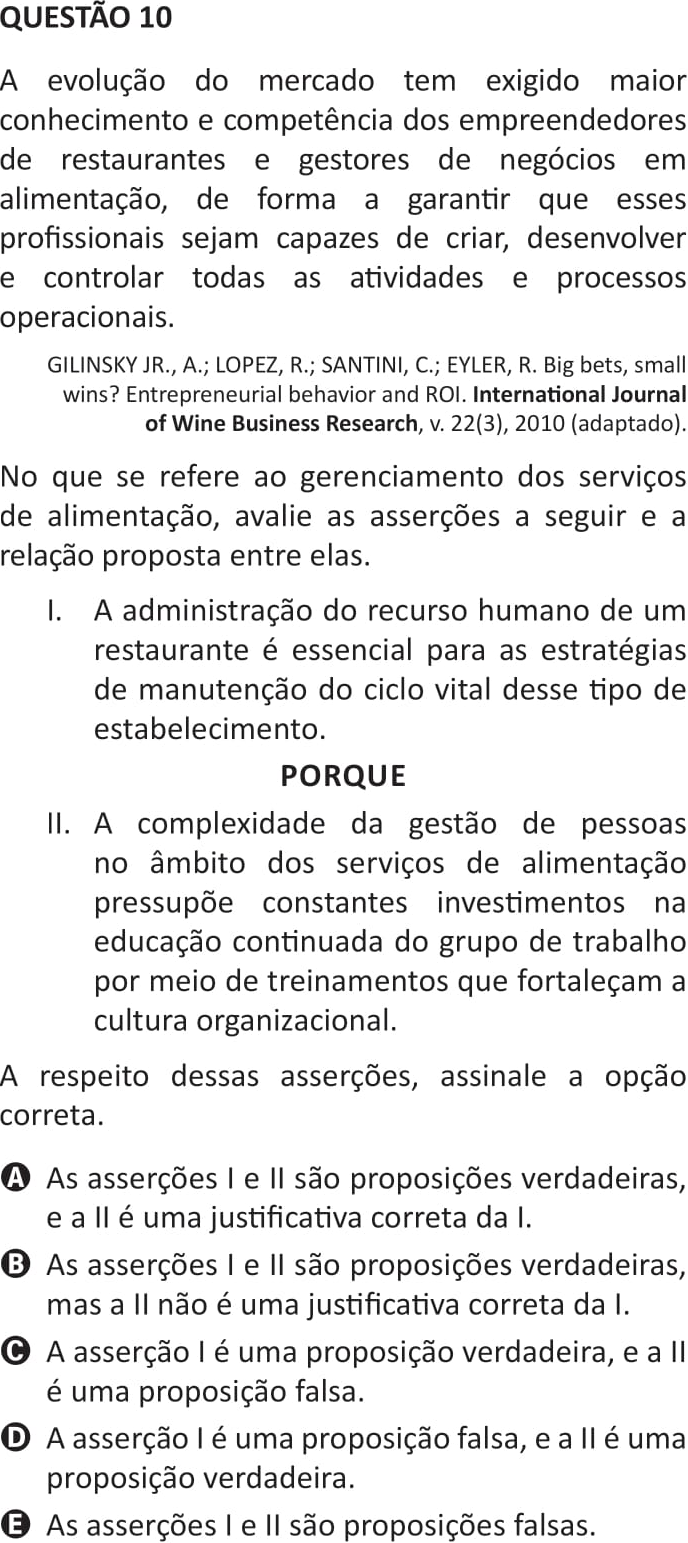 QUESTÃO 10
A evolução do mercado tem exigido maior
conhecimento e competência dos empreendedores
de restaurantes e gestores de negócios em
alimentação, de forma a garantir que esses
profissionais sejam capazes de criar, desenvolver
e controlar todas as atividades e processos
operacionais.
GILINSKY JR., A.; LOPEZ, R.; SANTINI, C.; EYLER, R. Big bets, small
wins? Entrepreneurial behavior and ROI. International Journal
of Wine Business Research, v. 22(3), 2010 (adaptado).
No que se refere ao gerenciamento dos serviços
de alimentação, avalie as asserções a seguir e a
relação proposta entre elas.
I. A administração do recurso humano de um
restaurante é essencial para as estratégias
de manutenção do ciclo vital desse tipo de
estabelecimento.
PORQUE
II. A complexidade da gestão de pessoas
no âmbito dos serviços de alimentação
pressupõe constantes investimentos na
educação continuada do grupo de trabalho
por meio de treinamentos que fortaleçam a
cultura organizacional.
A respeito dessas asserções, assinale a opção
correta.
A As asserções I e II são proposições verdadeiras,
e a II é uma justificativa correta da I.
B As asserções I e II são proposições verdadeiras,
mas a II não é uma justificativa correta da I.
C A asserção I é uma proposição verdadeira, e a II
é uma proposição falsa.
D A asserção I é uma proposição falsa, e a II é uma
proposição verdadeira.
E As asserções I e II são proposições falsas.